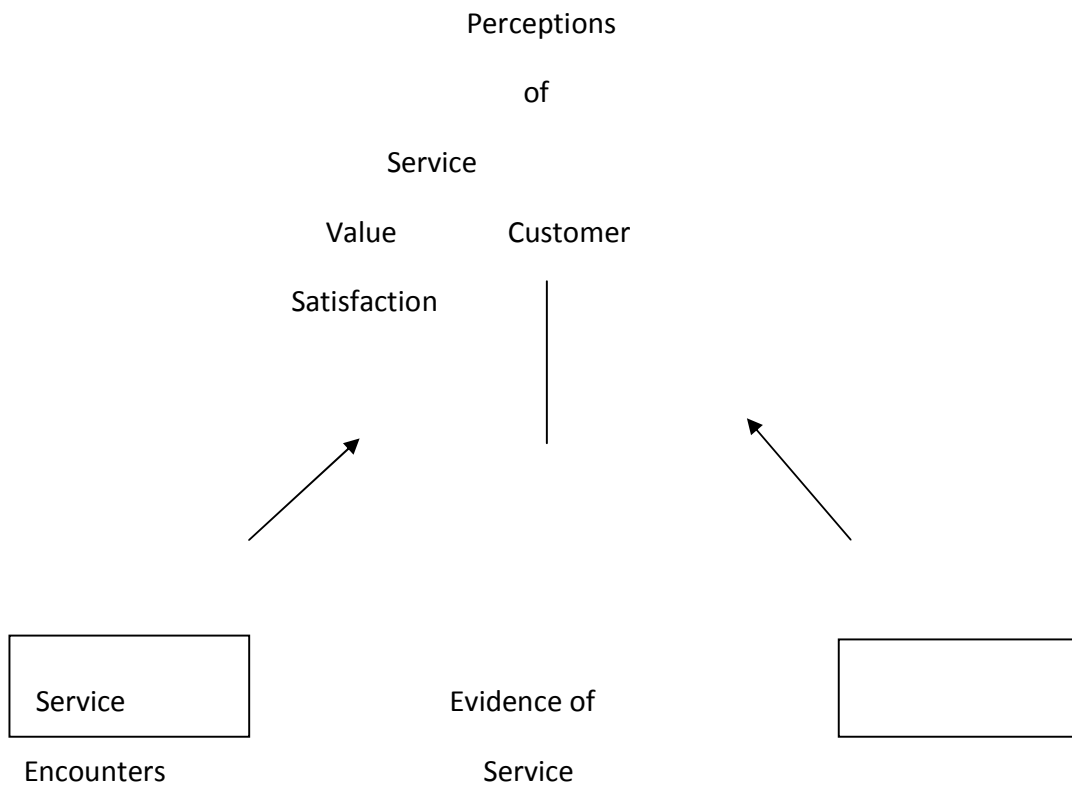 Perceptions
of
Service
Value Customer
Satisfaction
Service Evidence of
Encounters Service